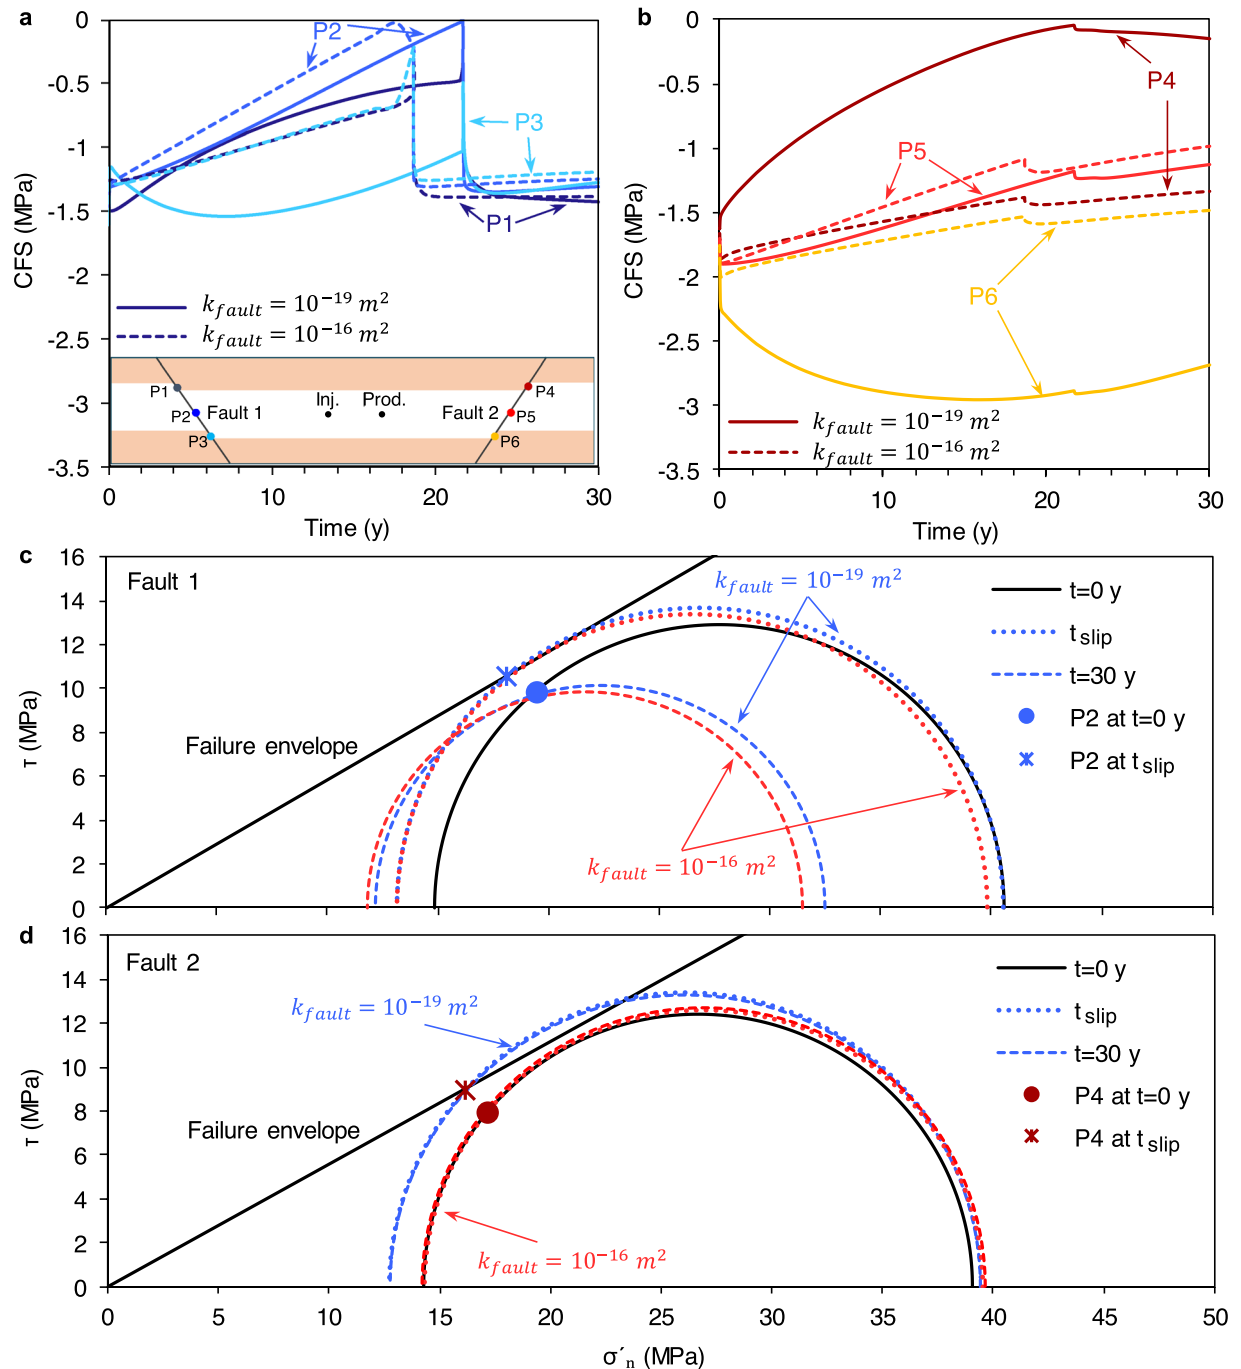 a
0
-0.5
-1
-1.5
-2
-2.5
-3
-3.5
CFS (MPa)
P2
P3
P1
k_fault = 10^−19 m^2
k_fault = 10^−16 m^2
P1
P2
P3
Fault 1
Inj.
Prod.
Fault 2
P4
P5
P6
0
10
20
30
Time (y)
b
0
-0.5
-1
-1.5
-2
-2.5
-3
-3.5
CFS (MPa)
P4
P5
P6
k_fault = 10^−19 m^2
k_fault = 10^−16 m^2
0
10
20
30
Time (y)
c
16
14
12
10
8
6
4
2
0
τ (MPa)
Fault 1
Failure envelope
k_fault = 10^−19 m^2
k_fault = 10^−16 m^2
t=0 y
t slip
t=30 y
P2 at t=0 y
P2 at t slip
d
16
14
12
10
8
6
4
2
0
τ (MPa)
Fault 2
Failure envelope
k_fault = 10^−19 m^2
k_fault = 10^−16 m^2
t=0 y
t slip
t=30 y
P4 at t=0 y
P4 at t slip
0
5
10
15
20
25
30
35
40
45
50
σ´n (MPa)